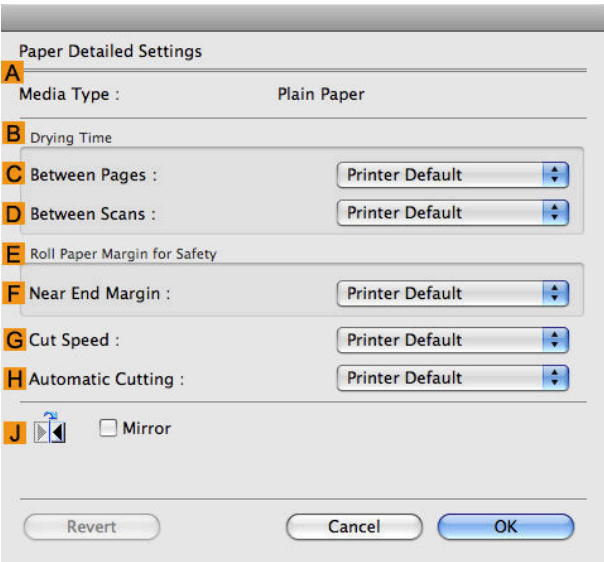 Paper Detailed Settings
A
Media Type : Plain Paper
B Drying Time
C Between Pages : Printer Default
D Between Scans : Printer Default
E Roll Paper Margin for Safety
F Near End Margin : Printer Default
G Cut Speed : Printer Default
H Automatic Cutting : Printer Default
J Mirror
Revert Cancel OK